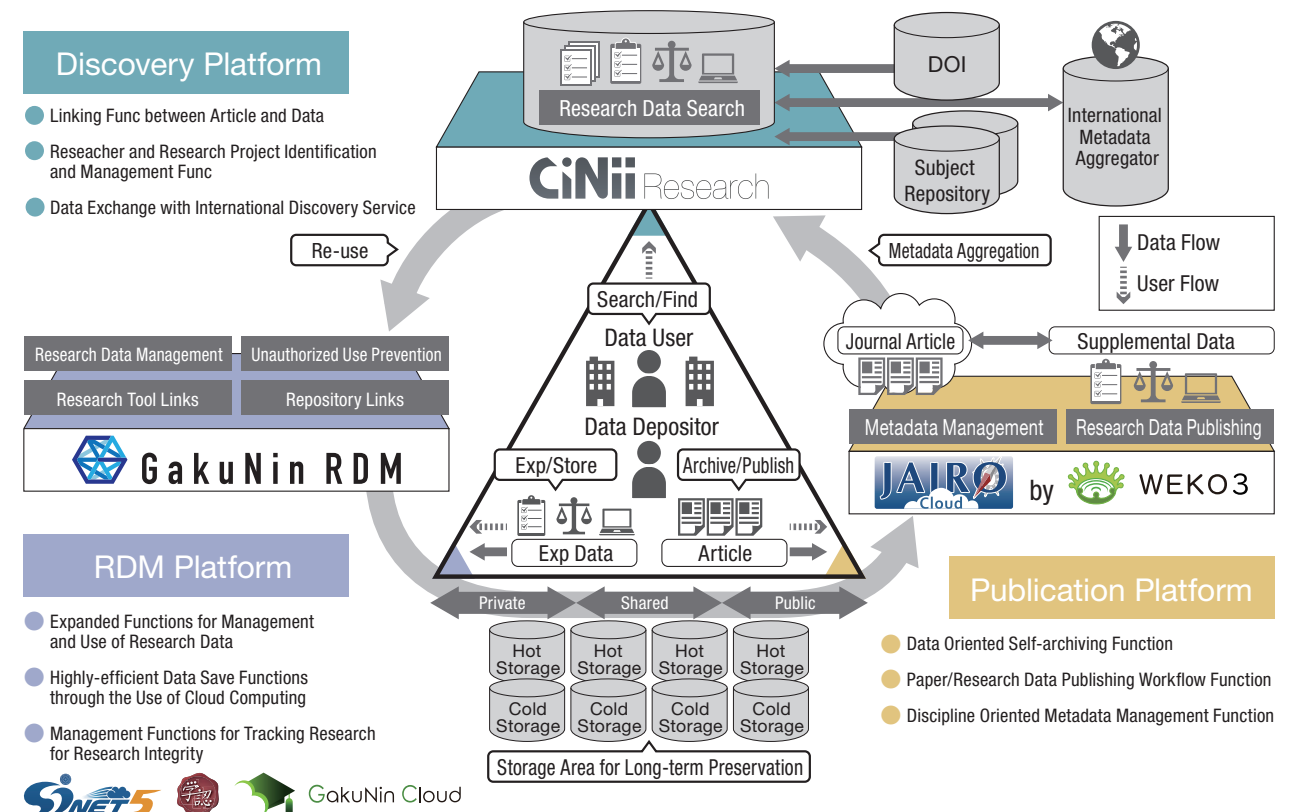 Discovery Platform
Linking Func between Article and Data
Reseacher and Research Project Identification
and Management Func
Data Exchange with International Discovery Service
Research Data Search
CiNii Research
DOI
Subject
Repository
International
Metadata
Aggregator
Data Flow
User Flow
Re-use
Metadata Aggregation
Search/Find
Data User
Data Depositor
Exp/Store
Archive/Publish
Exp Data
Article
Research Data Management
Unauthorized Use Prevention
Research Tool Links
Repository Links
GakuNin RDM
Journal Article
Supplemental Data
Metadata Management
Research Data Publishing
JAIRO
Cloud
by
WEKO3
RDM Platform
Expanded Functions for Management
and Use of Research Data
Highly-efficient Data Save Functions
through the Use of Cloud Computing
Management Functions for Tracking Research
for Research Integrity
Private
Shared
Public
Hot
Storage
Hot
Storage
Hot
Storage
Hot
Storage
Cold
Storage
Cold
Storage
Cold
Storage
Cold
Storage
Storage Area for Long-term Preservation
Publication Platform
Data Oriented Self-archiving Function
Paper/Research Data Publishing Workflow Function
Discipline Oriented Metadata Management Function
SINET5
学認
GakuNin Cloud